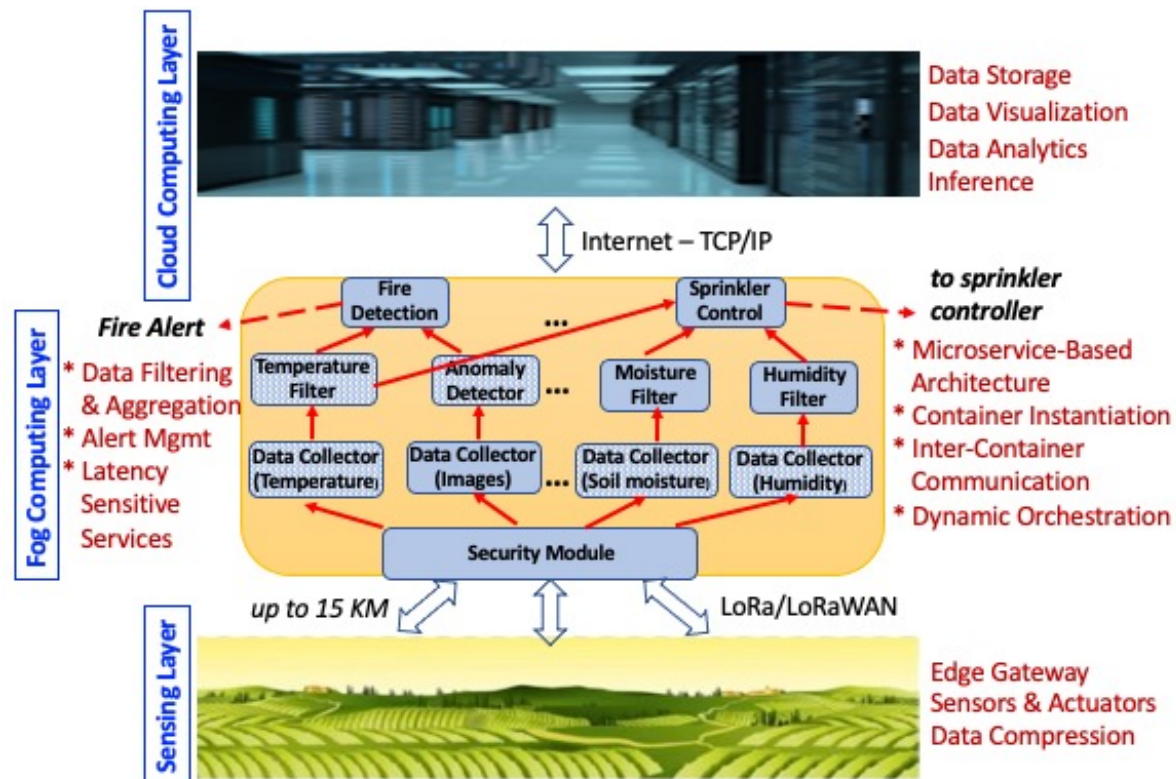 Cloud Computing Layer
Data Storage
Data Visualization
Data Analytics
Inference
Internet – TCP/IP
Fog Computing Layer
Fire Alert
* Data Filtering
& Aggregation
* Alert Mgmt
* Latency
Sensitive
Services
Fire
Detection
...
Sprinkler
Control
Temperature
Filter
Anomaly
Detector
...
Moisture
Filter
Humidity
Filter
Data Collector
(Temperature)
Data Collector
(Images)
...
Data Collector
(Soil moisture)
Data Collector
(Humidity)
Security Module
to sprinkler
controller
* Microservice-Based
Architecture
* Container Instantiation
* Inter-Container
Communication
* Dynamic Orchestration
up to 15 KM
LoRa/LoRaWAN
Sensing Layer
Edge Gateway
Sensors & Actuators
Data Compression